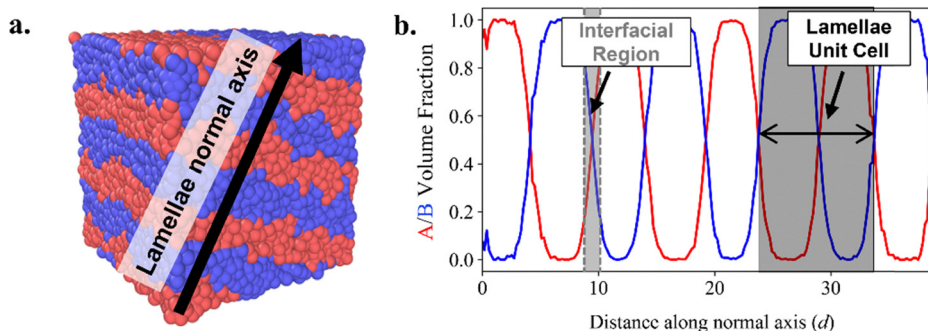 a.
Lamellae normal axis
b.
A/B Volume Fraction
1.0
0.8
0.6
0.4
0.2
0.0
Interfacial
Region
Lamellae
Unit Cell
0
10
20
30
Distance along normal axis (d)